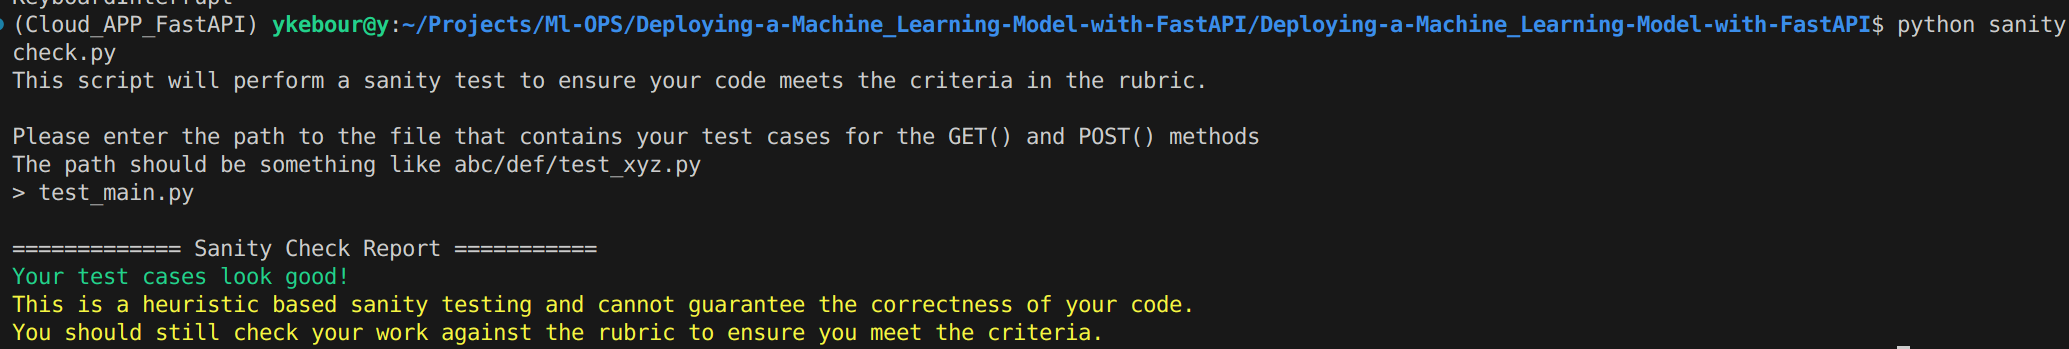 KeyboardInterrupt
(Cloud_APP_FastAPI) ykebour@y:~/Projects/Ml-OPS/Deploying-a-Machine_Learning-Model-with-FastAPI/Deploying-a-Machine_Learning-Model-with-FastAPI$ python sanity
check.py
This script will perform a sanity test to ensure your code meets the criteria in the rubric.
Please enter the path to the file that contains your test cases for the GET() and POST() methods
The path should be something like abc/def/test_xyz.py
> test_main.py
============= Sanity Check Report ===========
Your test cases look good!
This is a heuristic based sanity testing and cannot guarantee the correctness of your code.
You should still check your work against the rubric to ensure you meet the criteria.